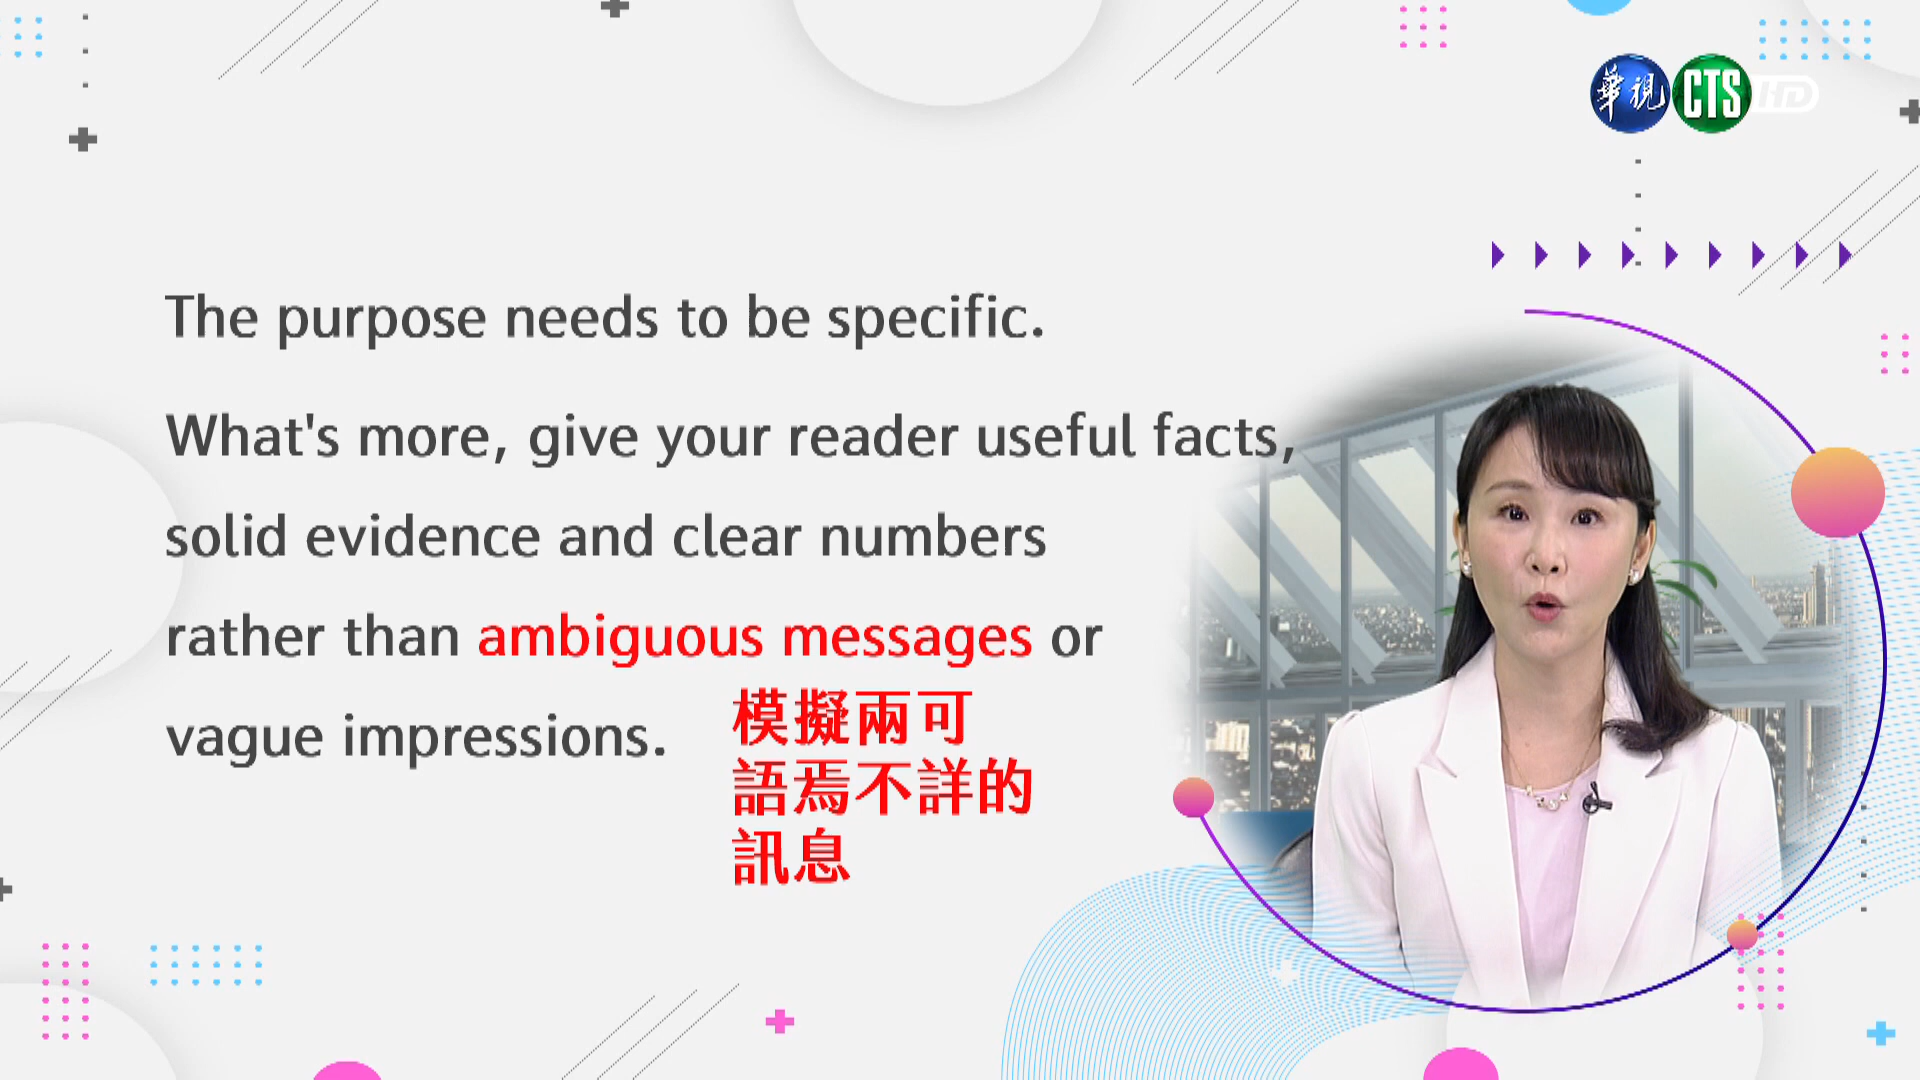 華視 CTS HD
The purpose needs to be specific.
What's more, give your reader useful facts,
solid evidence and clear numbers
rather than ambiguous messages or
vague impressions.
模擬兩可
語焉不詳的
訊息